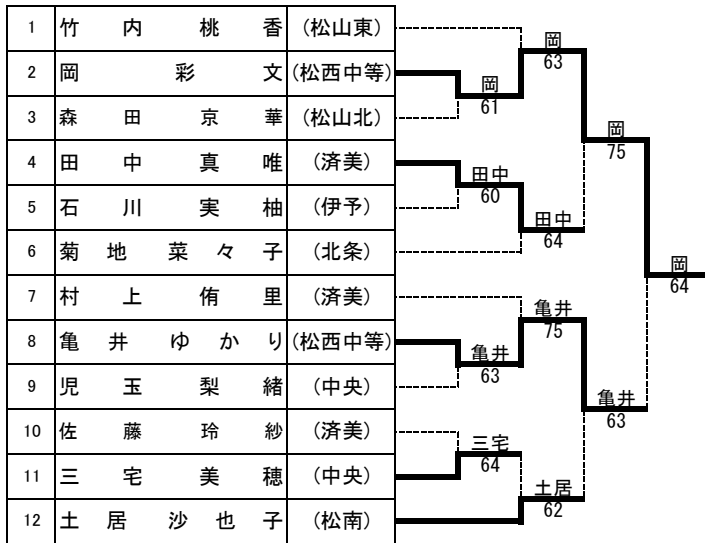 1 竹内桃香 (松山東)
2 岡彩文 (松西中等)
3 森田京華 (松山北)
4 田中真唯 (済美)
5 石川実柚 (伊予)
6 菊地菜々子 (北条)
7 村上侑里 (済美)
8 亀井ゆかり (松西中等)
9 児玉梨緒 (中央)
10 佐藤玲紗 (済美)
11 三宅美穂 (中央)
12 土居沙也子 (松南)
岡
61
田中
60
亀井
63
三宅
64
岡
63
田中
64
亀井
75
土居
62
岡
75
亀井
63
岡
64